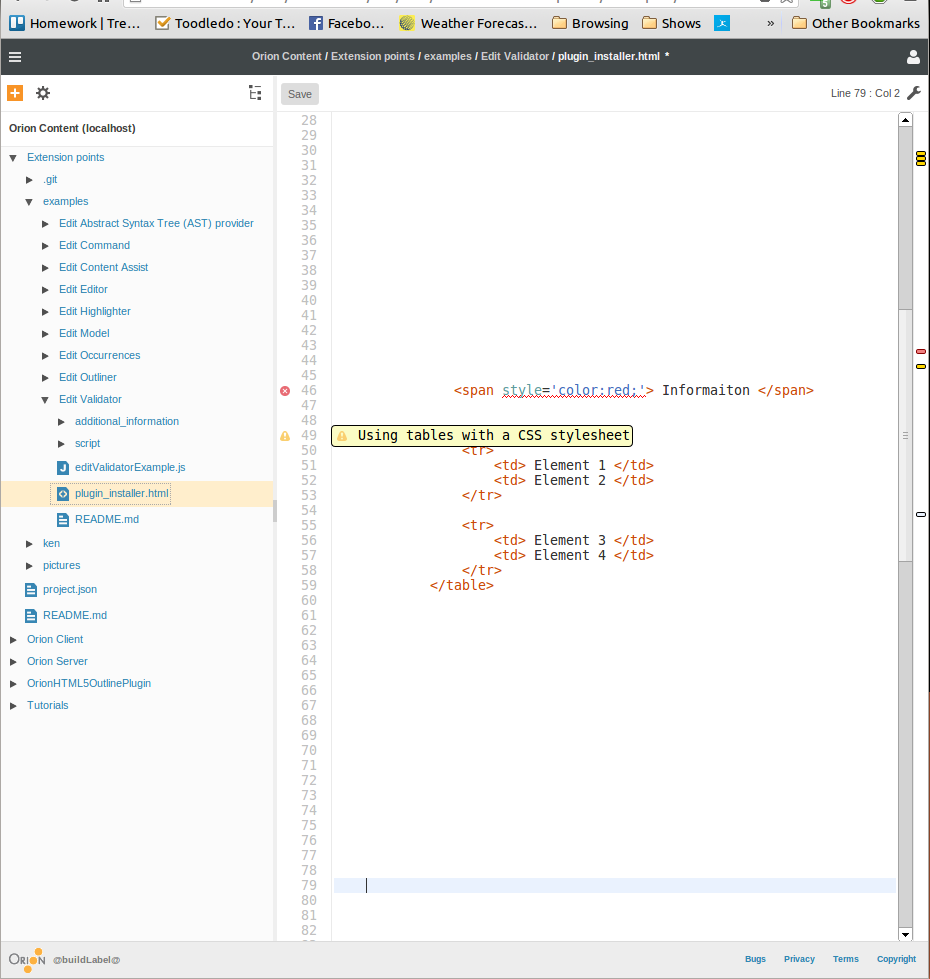 Homework | Tre... Toodledo : Your T... Faceboo... Weather Forecas... Browsing Shows » Other Bookmarks
Orion Content / Extension points / examples / Edit Validator / plugin_installer.html *
Save Line 79 : Col 2
Orion Content (localhost)
Extension points
.git
examples
Edit Abstract Syntax Tree (AST) provider
Edit Command
Edit Content Assist
Edit Editor
Edit Highlighter
Edit Model
Edit Occurrences
Edit Outliner
Edit Validator
additional_information
script
editValidatorExample.js
plugin_installer.html
README.md
ken
pictures
project.json
README.md
Orion Client
Orion Server
OrionHTML5OutlinePlugin
Tutorials
28
29
30
31
32
33
34
35
36
37
38
39
40
41
42
43
44
45
46 <span style='color:red;'> Informaiton </span>
47
48
49 Using tables with a CSS stylesheet
50 <tr>
51 <td> Element 1 </td>
52 <td> Element 2 </td>
53 </tr>
54
55 <tr>
56 <td> Element 3 </td>
57 <td> Element 4 </td>
58 </tr>
59 </table>
60
61
62
63
64
65
66
67
68
69
70
71
72
73
74
75
76
77
78
79
80
81
82
ORION @buildLabel@ Bugs Privacy Terms Copyright